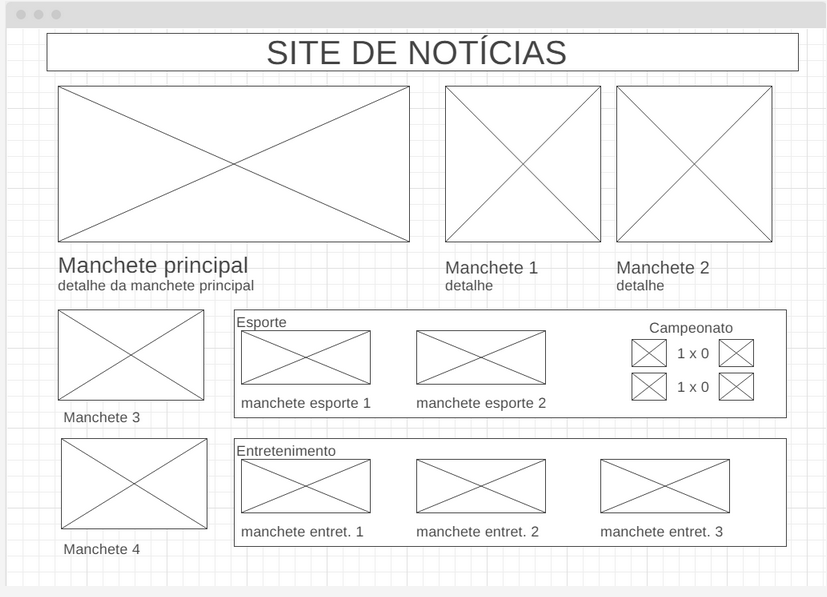 SITE DE NOTÍCIAS
Manchete principal
detalhe da manchete principal
Manchete 1
detalhe
Manchete 2
detalhe
Manchete 3
Esporte
manchete esporte 1
manchete esporte 2
Campeonato
1 x 0
1 x 0
Manchete 4
Entretenimento
manchete entret. 1
manchete entret. 2
manchete entret. 3